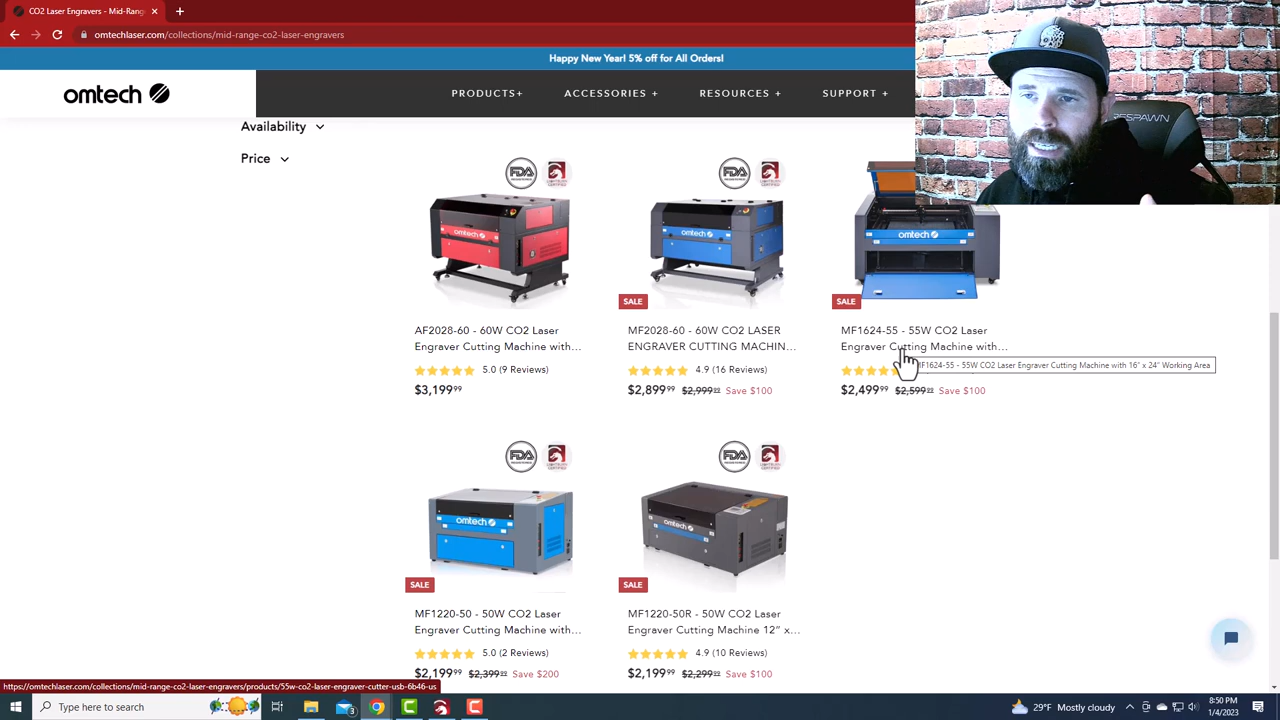 CO2 Laser Engravers - Mid-Rang
omtechlaser.com/collections/mid-range-co2-laser-engravers
Happy New Year! 5% off for All Orders!
omtech
PRODUCTS+
ACCESSORIES +
RESOURCES +
SUPPORT +
RESPAWN
Availability
Price
FDA
FDA
omtech
SALE
SALE
AF2028-60 - 60W CO2 Laser
Engraver Cutting Machine with...
5.0 (9 Reviews)
$3,199.99
MF2028-60 - 60W CO2 LASER
ENGRAVER CUTTING MACHIN...
4.9 (16 Reviews)
$2,899.99 $2,999.99 Save $100
MF1624-55 - 55W CO2 Laser
Engraver Cutting Machine with...
MF1624-55 - 55W CO2 Laser Engraver Cutting Machine with 16" x 24" Working Area
$2,499.99 $2,599.99 Save $100
FDA
FDA
omtech
SALE
SALE
MF1220-50 - 50W CO2 Laser
Engraver Cutting Machine with...
5.0 (2 Reviews)
$2,199.99 $2,399.99 Save $200
MF1220-50R - 50W CO2 Laser
Engraver Cutting Machine 12" x...
4.9 (10 Reviews)
$2,199.99 $2,299.99 Save $100
https://omtechlaser.com/collections/mid-range-co2-laser-engravers/products/55w-co2-laser-engraver-cutter-usb-6b46-us
Type here to search
3
29°F Mostly cloudy
8:50 PM
1/4/2023